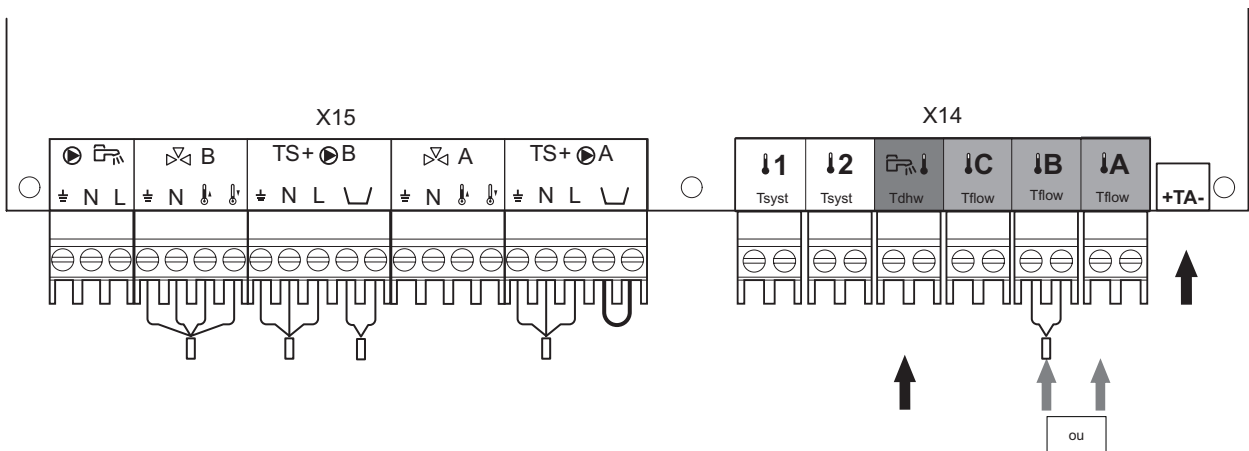 X15
X14
B
TS+ B
A
TS+ A
N L
N
N L
N
N L
1
Tsyst
2
Tsyst
Tdhw
C
Tflow
B
Tflow
A
Tflow
+TA-
ou